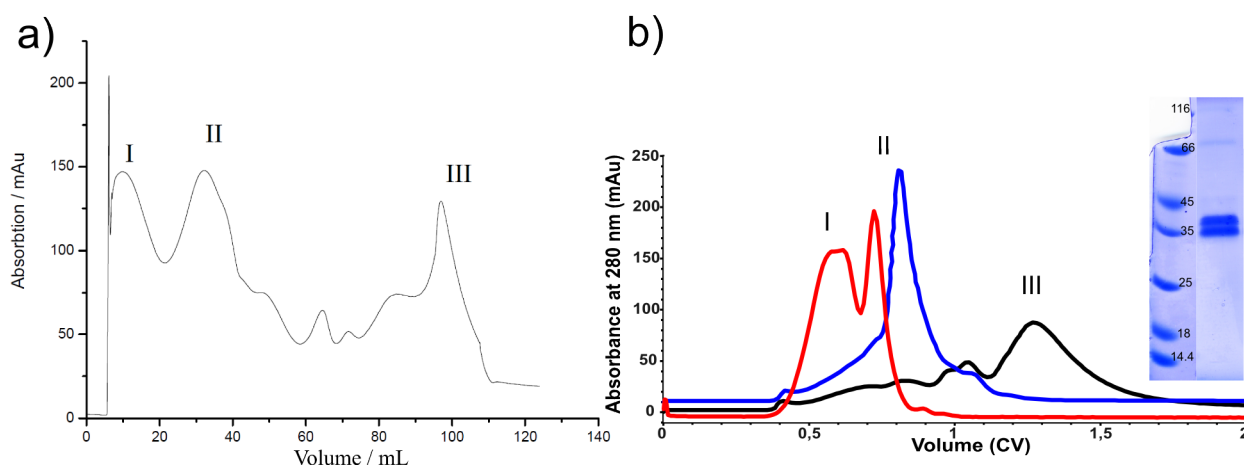 a)
Absorbtion / mAu
200
150
100
50
0
I
II
III
0 20 40 60 80 100 120 140
Volume / mL
b)
Absorbance at 280 nm (mAu)
250
200
150
100
50
0
I
II
III
0 0,5 1 1,5 2
Volume (CV)
116
66
45
35
25
18
14.4